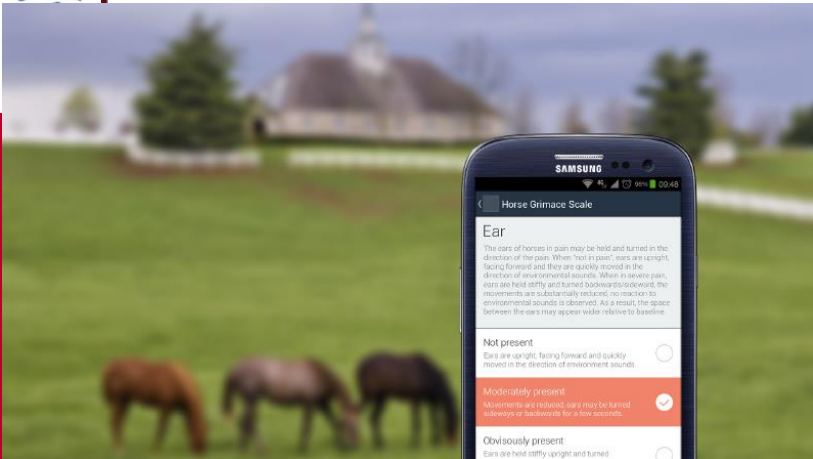 SAMSUNG
4G 98% 09:48
Horse Grimace Scale
Ear
The ears of horses in pain may be held and turned in the
direction of the pain. When "not in pain", ears are upright,
facing forward and they are quickly moved in the
direction of environmental sounds. When in severe pain,
ears are held stiffly and turned backwards/sideward, the
movements are substantially reduced, no reaction to
environmental sounds is observed. As a result, the space
between the ears may appear wider relative to baseline.
Not present
Ears are upright, facing forward and quickly
moved in the direction of environment sounds.
Moderately present
Movements are reduced, ears may be turned
sideways or backwards for a few seconds.
Obvisously present
Ears are held stiffly upright and turned